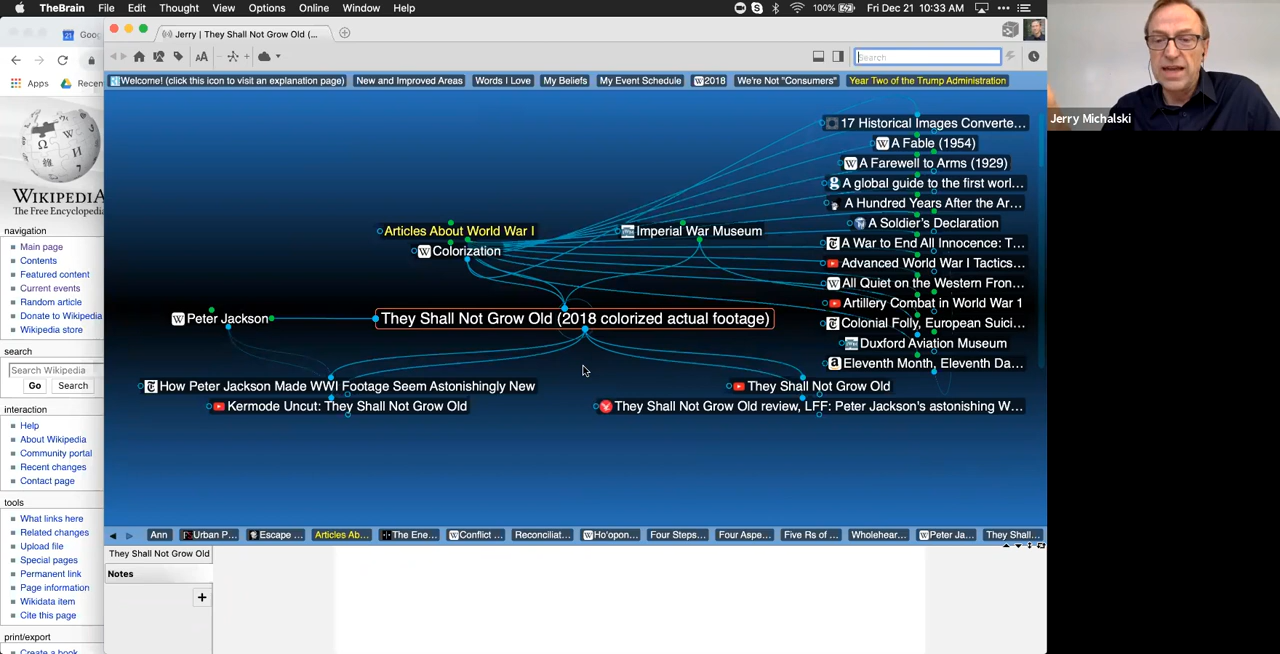 TheBrain File Edit Thought View Options Online Window Help 100% Fri Dec 21 10:33 AM
Goo
Jerry | They Shall Not Grow Old (...
AA
Search
Apps
Recen
Welcome! (click this icon to visit an explanation page) New and Improved Areas Words I Love My Beliefs My Event Schedule 2018 We're Not "Consumers" Year Two of the Trump Administration
Jerry Michalski
WIKIPEDIA
The Free Encyclopedia
navigation
Main page
Contents
Featured content
Current events
Random article
Donate to Wikipedia
Wikipedia store
search
Search Wikipedia
Go Search
interaction
Help
About Wikipedia
Community portal
Recent changes
Contact page
tools
What links here
Related changes
Upload file
Special pages
Permanent link
Page information
Wikidata item
Cite this page
print/export
Create a book
Articles About World War I
Colorization
Imperial War Museum
Peter Jackson
They Shall Not Grow Old (2018 colorized actual footage)
How Peter Jackson Made WWI Footage Seem Astonishingly New
Kermode Uncut: They Shall Not Grow Old
They Shall Not Grow Old
They Shall Not Grow Old review, LFF: Peter Jackson's astonishing W...
17 Historical Images Converte...
A Fable (1954)
A Farewell to Arms (1929)
A global guide to the first worl...
A Hundred Years After the Ar...
A Soldier's Declaration
A War to End All Innocence: T...
Advanced World War I Tactics...
All Quiet on the Western Fron...
Artillery Combat in World War 1
Colonial Folly, European Suici...
Duxford Aviation Museum
Eleventh Month, Eleventh Da...
Ann Urban P... Escape ... Articles Ab... The Ene... Conflict ... Reconciliat... Ho'opon... Four Steps... Four Aspe... Five Rs of ... Wholehear... Peter Ja... They Shall...
They Shall Not Grow Old
Notes